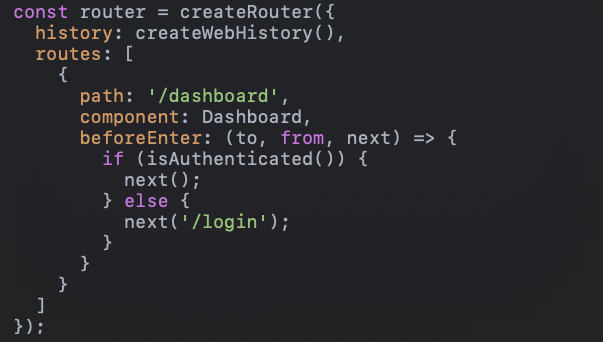 const router = createRouter({
  history: createWebHistory(),
  routes: [
    {
      path: '/dashboard',
      component: Dashboard,
      beforeEnter: (to, from, next) => {
        if (isAuthenticated()) {
          next();
        } else {
          next('/login');
        }
      }
    }
  ]
});